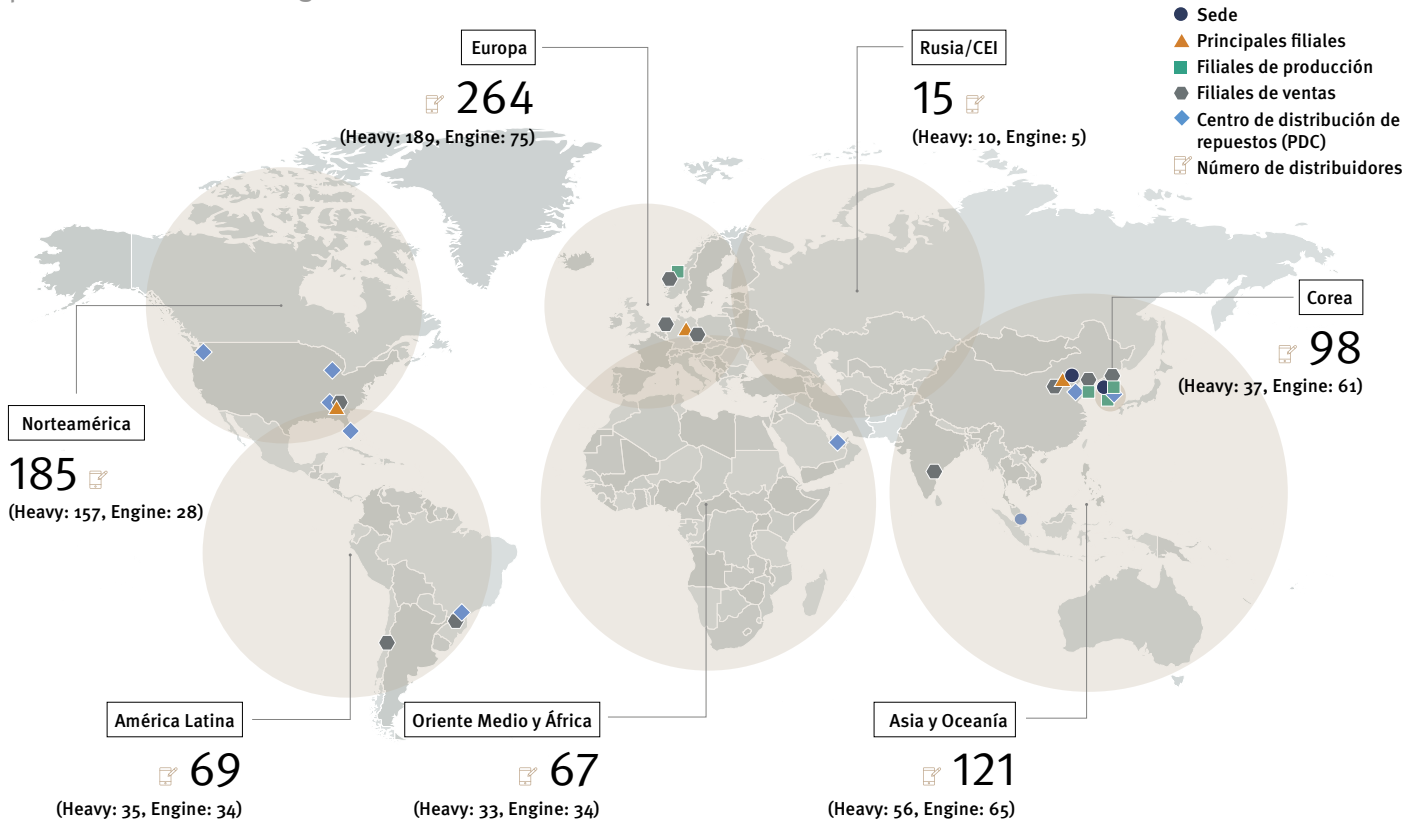 Sede
Principales filiales
Filiales de producción
Filiales de ventas
Centro de distribución de
repuestos (PDC)
Número de distribuidores
Europa
264
(Heavy: 189, Engine: 75)
Rusia/CEI
15
(Heavy: 10, Engine: 5)
Corea
98
(Heavy: 37, Engine: 61)
Norteamérica
185
(Heavy: 157, Engine: 28)
América Latina
69
(Heavy: 35, Engine: 34)
Oriente Medio y África
67
(Heavy: 33, Engine: 34)
Asia y Oceanía
121
(Heavy: 56, Engine: 65)